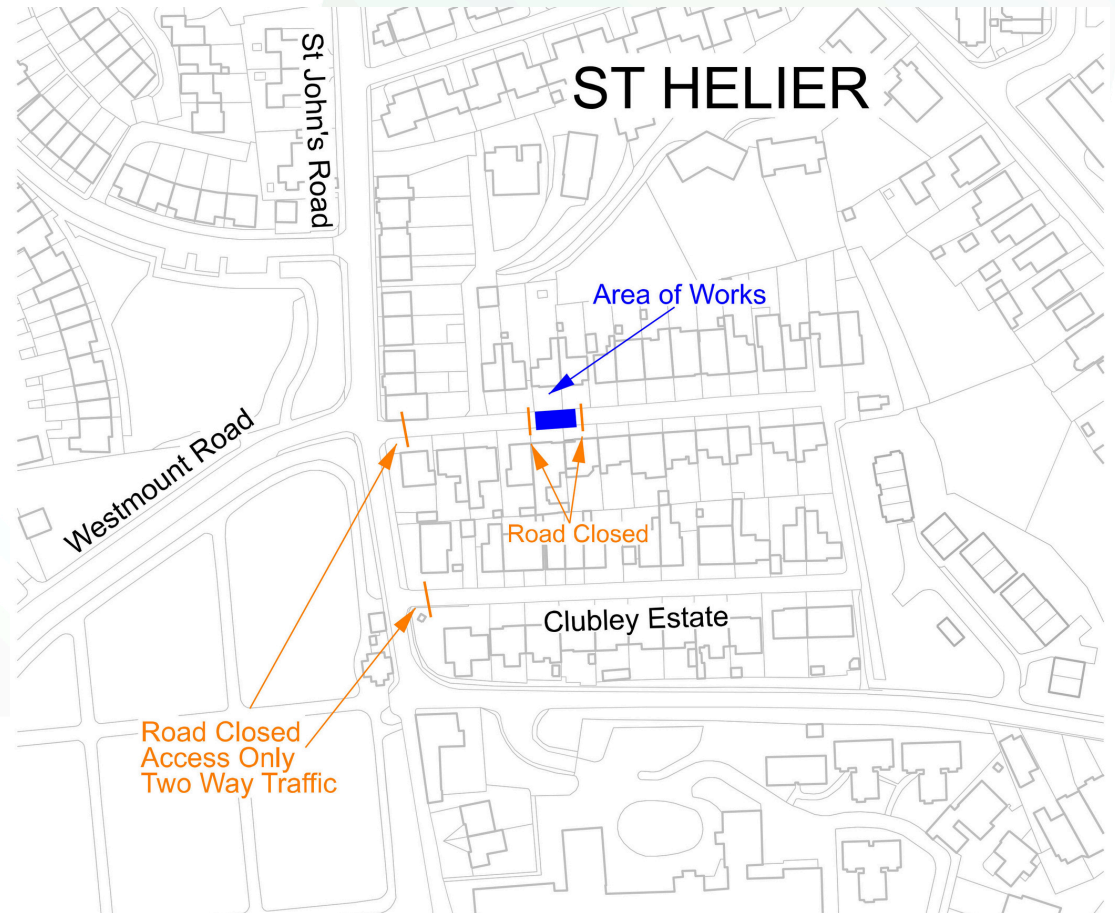 St John's Road
ST HELIER
Area of Works
Westmount Road
Road Closed
Clubley Estate
Road Closed
Access Only
Two Way Traffic